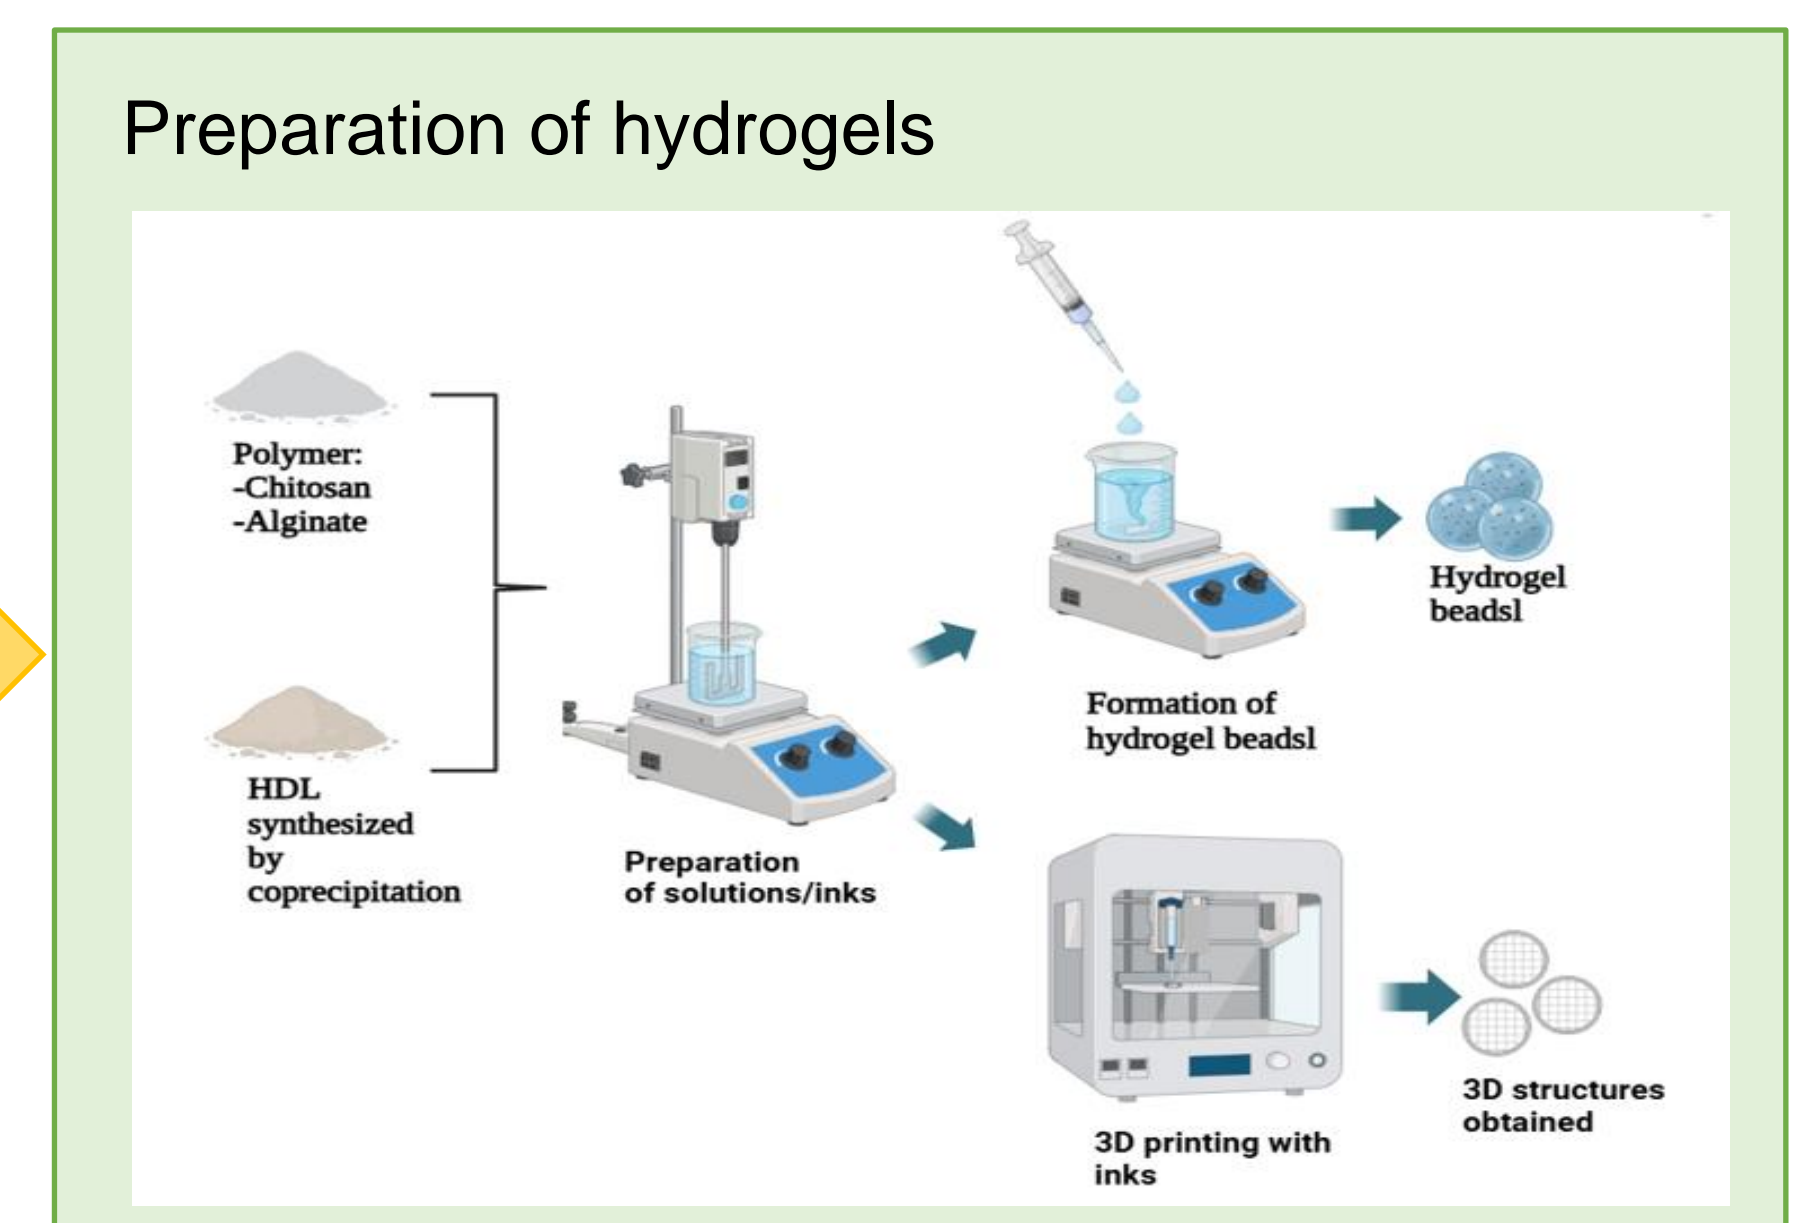 Preparation of hydrogels
Polymer:
-Chitosan
-Alginate
HDL
synthesized
by
coprecipitation
Preparation
of solutions/inks
Formation of
hydrogel beadsl
Hydrogel
beadsl
3D printing with
inks
3D structures
obtained